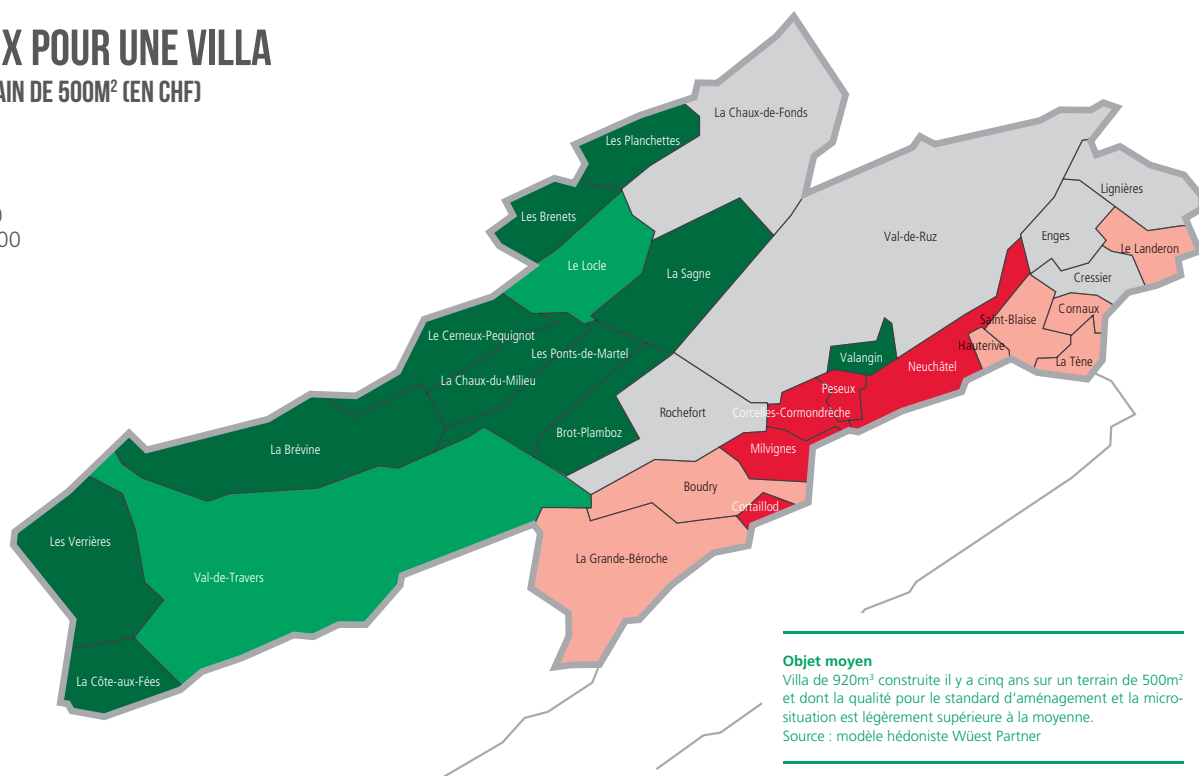 X POUR UNE VILLA
AIN DE 500M² (EN CHF)
00
La Chaux-de-Fonds
Les Planchettes
Les Brenets
Le Locle
La Sagne
Val-de-Ruz
Lignières
Enges
Le Landeron
Cressier
Cornaux
Saint-Blaise
Hauterive
La Tène
Le Cerneux-Pequignot
Les Ponts-de-Martel
La Chaux-du-Milieu
Valangin
Neuchâtel
Peseux
Rochefort
Corcelles-Cormondrèche
Brot-Plamboz
La Brévine
Milvignes
Boudry
Cortaillod
Les Verrières
La Grande-Béroche
Val-de-Travers
La Côte-aux-Fées
Objet moyen
Villa de 920m³ construite il y a cinq ans sur un terrain de 500m²
et dont la qualité pour le standard d'aménagement et la micro-
situation est légèrement supérieure à la moyenne.
Source : modèle hédoniste Wüest Partner